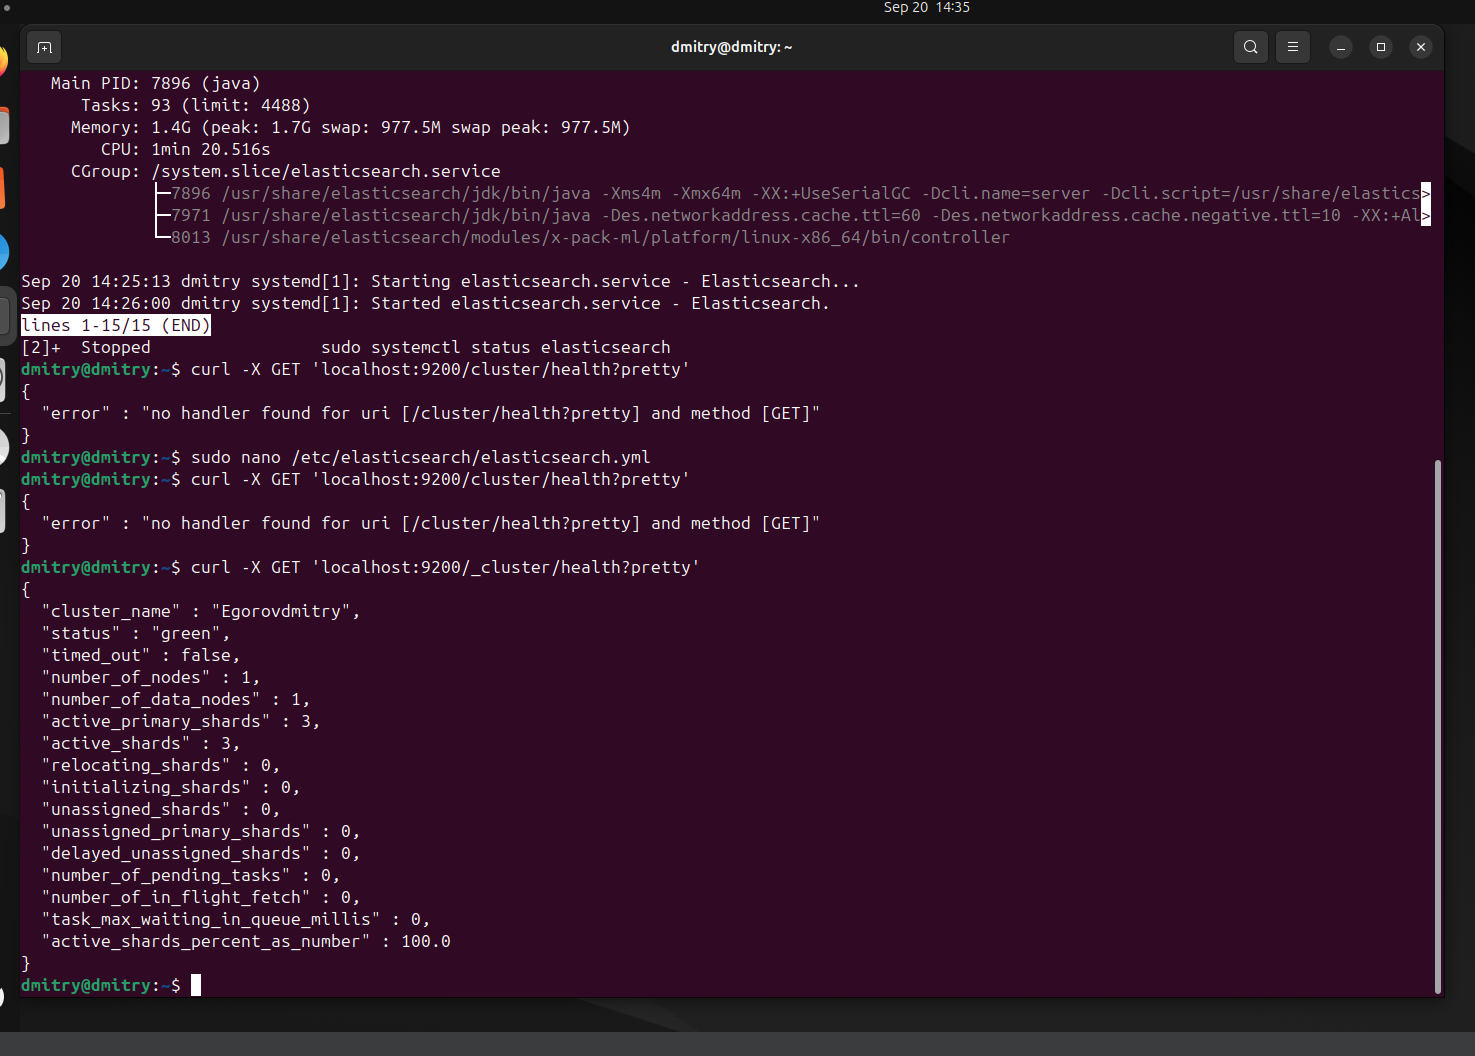 Sep 20 14:35
dmitry@dmitry: ~
Main PID: 7896 (java)
Tasks: 93 (limit: 4488)
Memory: 1.4G (peak: 1.7G swap: 977.5M swap peak: 977.5M)
CPU: 1min 20.516s
CGroup: /system.slice/elasticsearch.service
├─7896 /usr/share/elasticsearch/jdk/bin/java -Xms4m -Xmx64m -XX:+UseSerialGC -Dcli.name=server -Dcli.script=/usr/share/elastics>
├─7971 /usr/share/elasticsearch/jdk/bin/java -Des.networkaddress.cache.ttl=60 -Des.networkaddress.cache.negative.ttl=10 -XX:+Al>
└─8013 /usr/share/elasticsearch/modules/x-pack-ml/platform/linux-x86_64/bin/controller
Sep 20 14:25:13 dmitry systemd[1]: Starting elasticsearch.service - Elasticsearch...
Sep 20 14:26:00 dmitry systemd[1]: Started elasticsearch.service - Elasticsearch.
lines 1-15/15 (END)
[2]+  Stopped                 sudo systemctl status elasticsearch
dmitry@dmitry:~$ curl -X GET 'localhost:9200/cluster/health?pretty'
{
  "error" : "no handler found for uri [/cluster/health?pretty] and method [GET]"
}
dmitry@dmitry:~$ sudo nano /etc/elasticsearch/elasticsearch.yml
dmitry@dmitry:~$ curl -X GET 'localhost:9200/cluster/health?pretty'
{
  "error" : "no handler found for uri [/cluster/health?pretty] and method [GET]"
}
dmitry@dmitry:~$ curl -X GET 'localhost:9200/_cluster/health?pretty'
{
  "cluster_name" : "Egorovdmitry",
  "status" : "green",
  "timed_out" : false,
  "number_of_nodes" : 1,
  "number_of_data_nodes" : 1,
  "active_primary_shards" : 3,
  "active_shards" : 3,
  "relocating_shards" : 0,
  "initializing_shards" : 0,
  "unassigned_shards" : 0,
  "unassigned_primary_shards" : 0,
  "delayed_unassigned_shards" : 0,
  "number_of_pending_tasks" : 0,
  "number_of_in_flight_fetch" : 0,
  "task_max_waiting_in_queue_millis" : 0,
  "active_shards_percent_as_number" : 100.0
}
dmitry@dmitry:~$